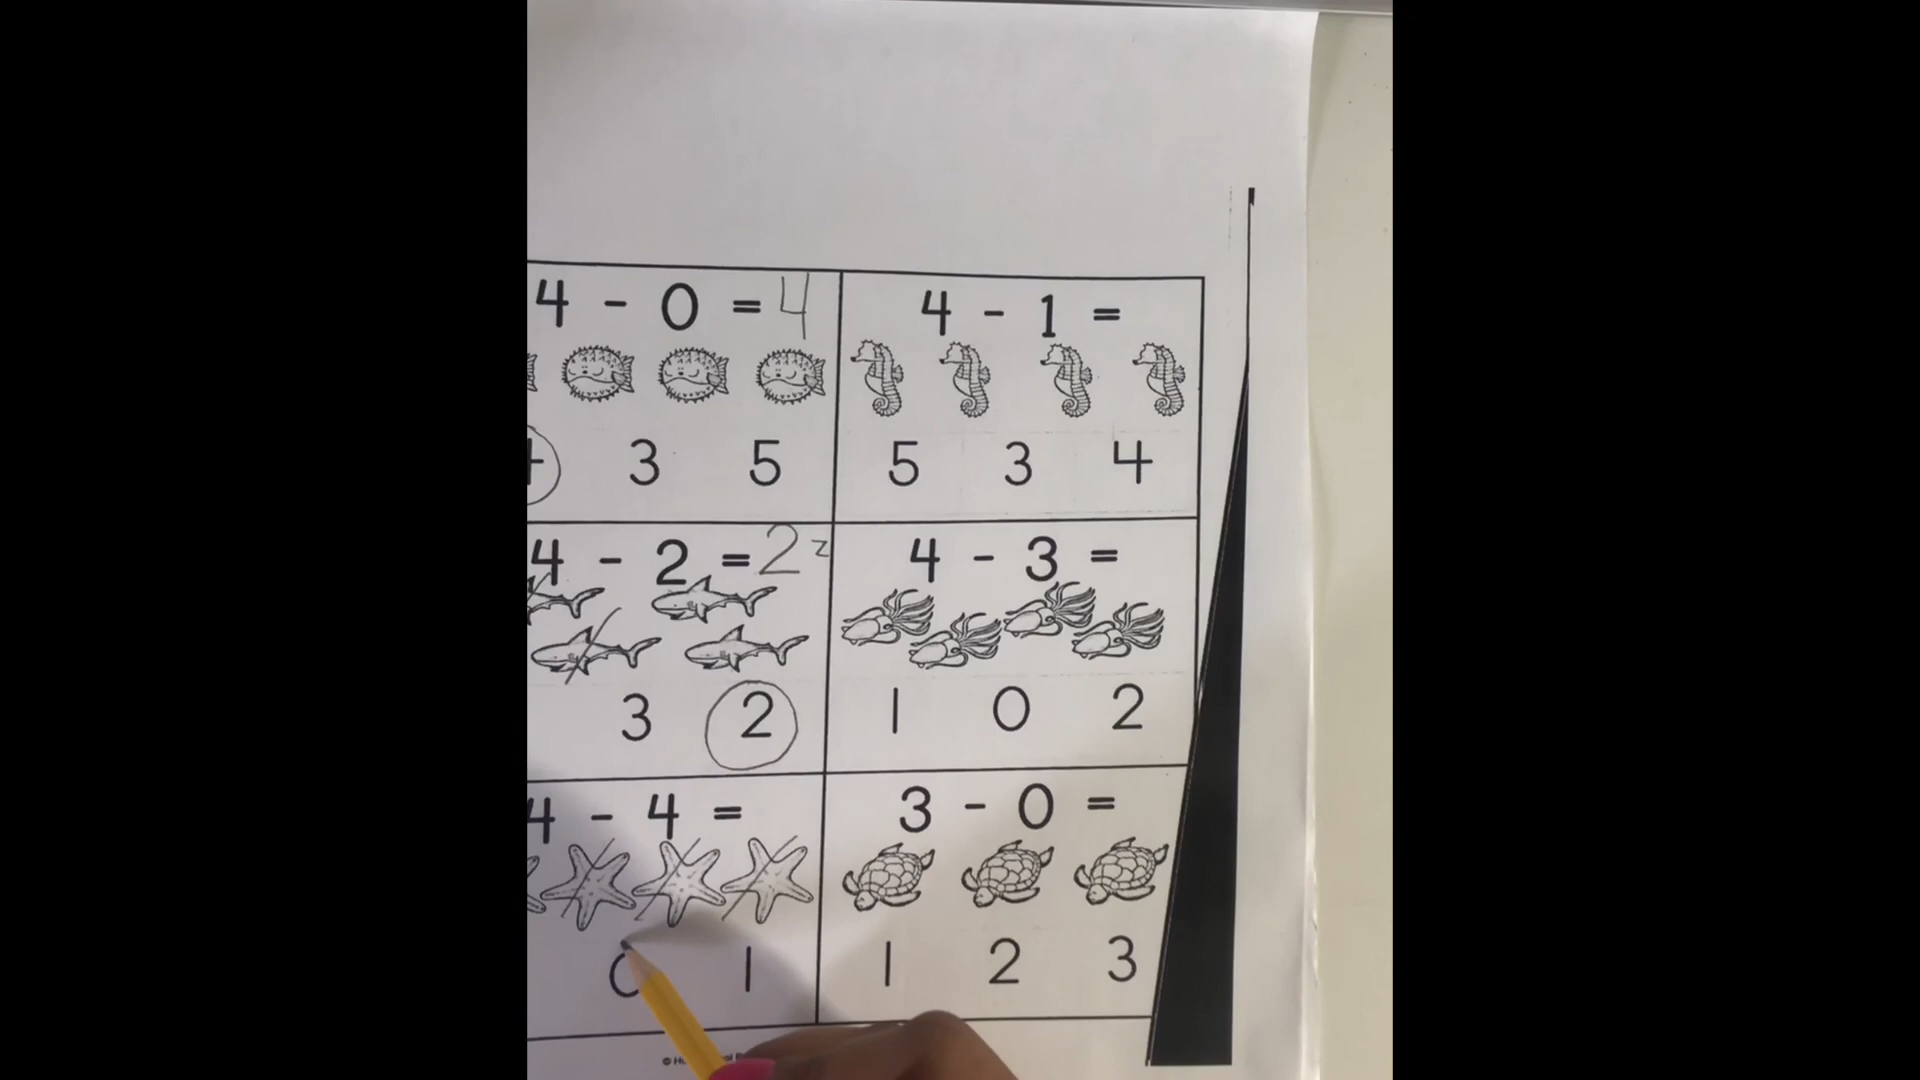 4 - 0 = 4
4 - 1 =
4 3 5
5 3 4
4 - 2 = 2 2
4 - 3 =
3 2
1 0 2
4 - 4 =
3 - 0 =
0 1
1 2 3